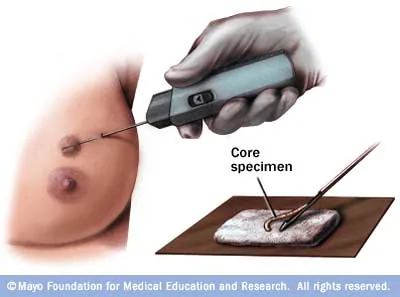 Core
specimen
©Mayo Foundation for Medical Education and Research. All rights reserved.